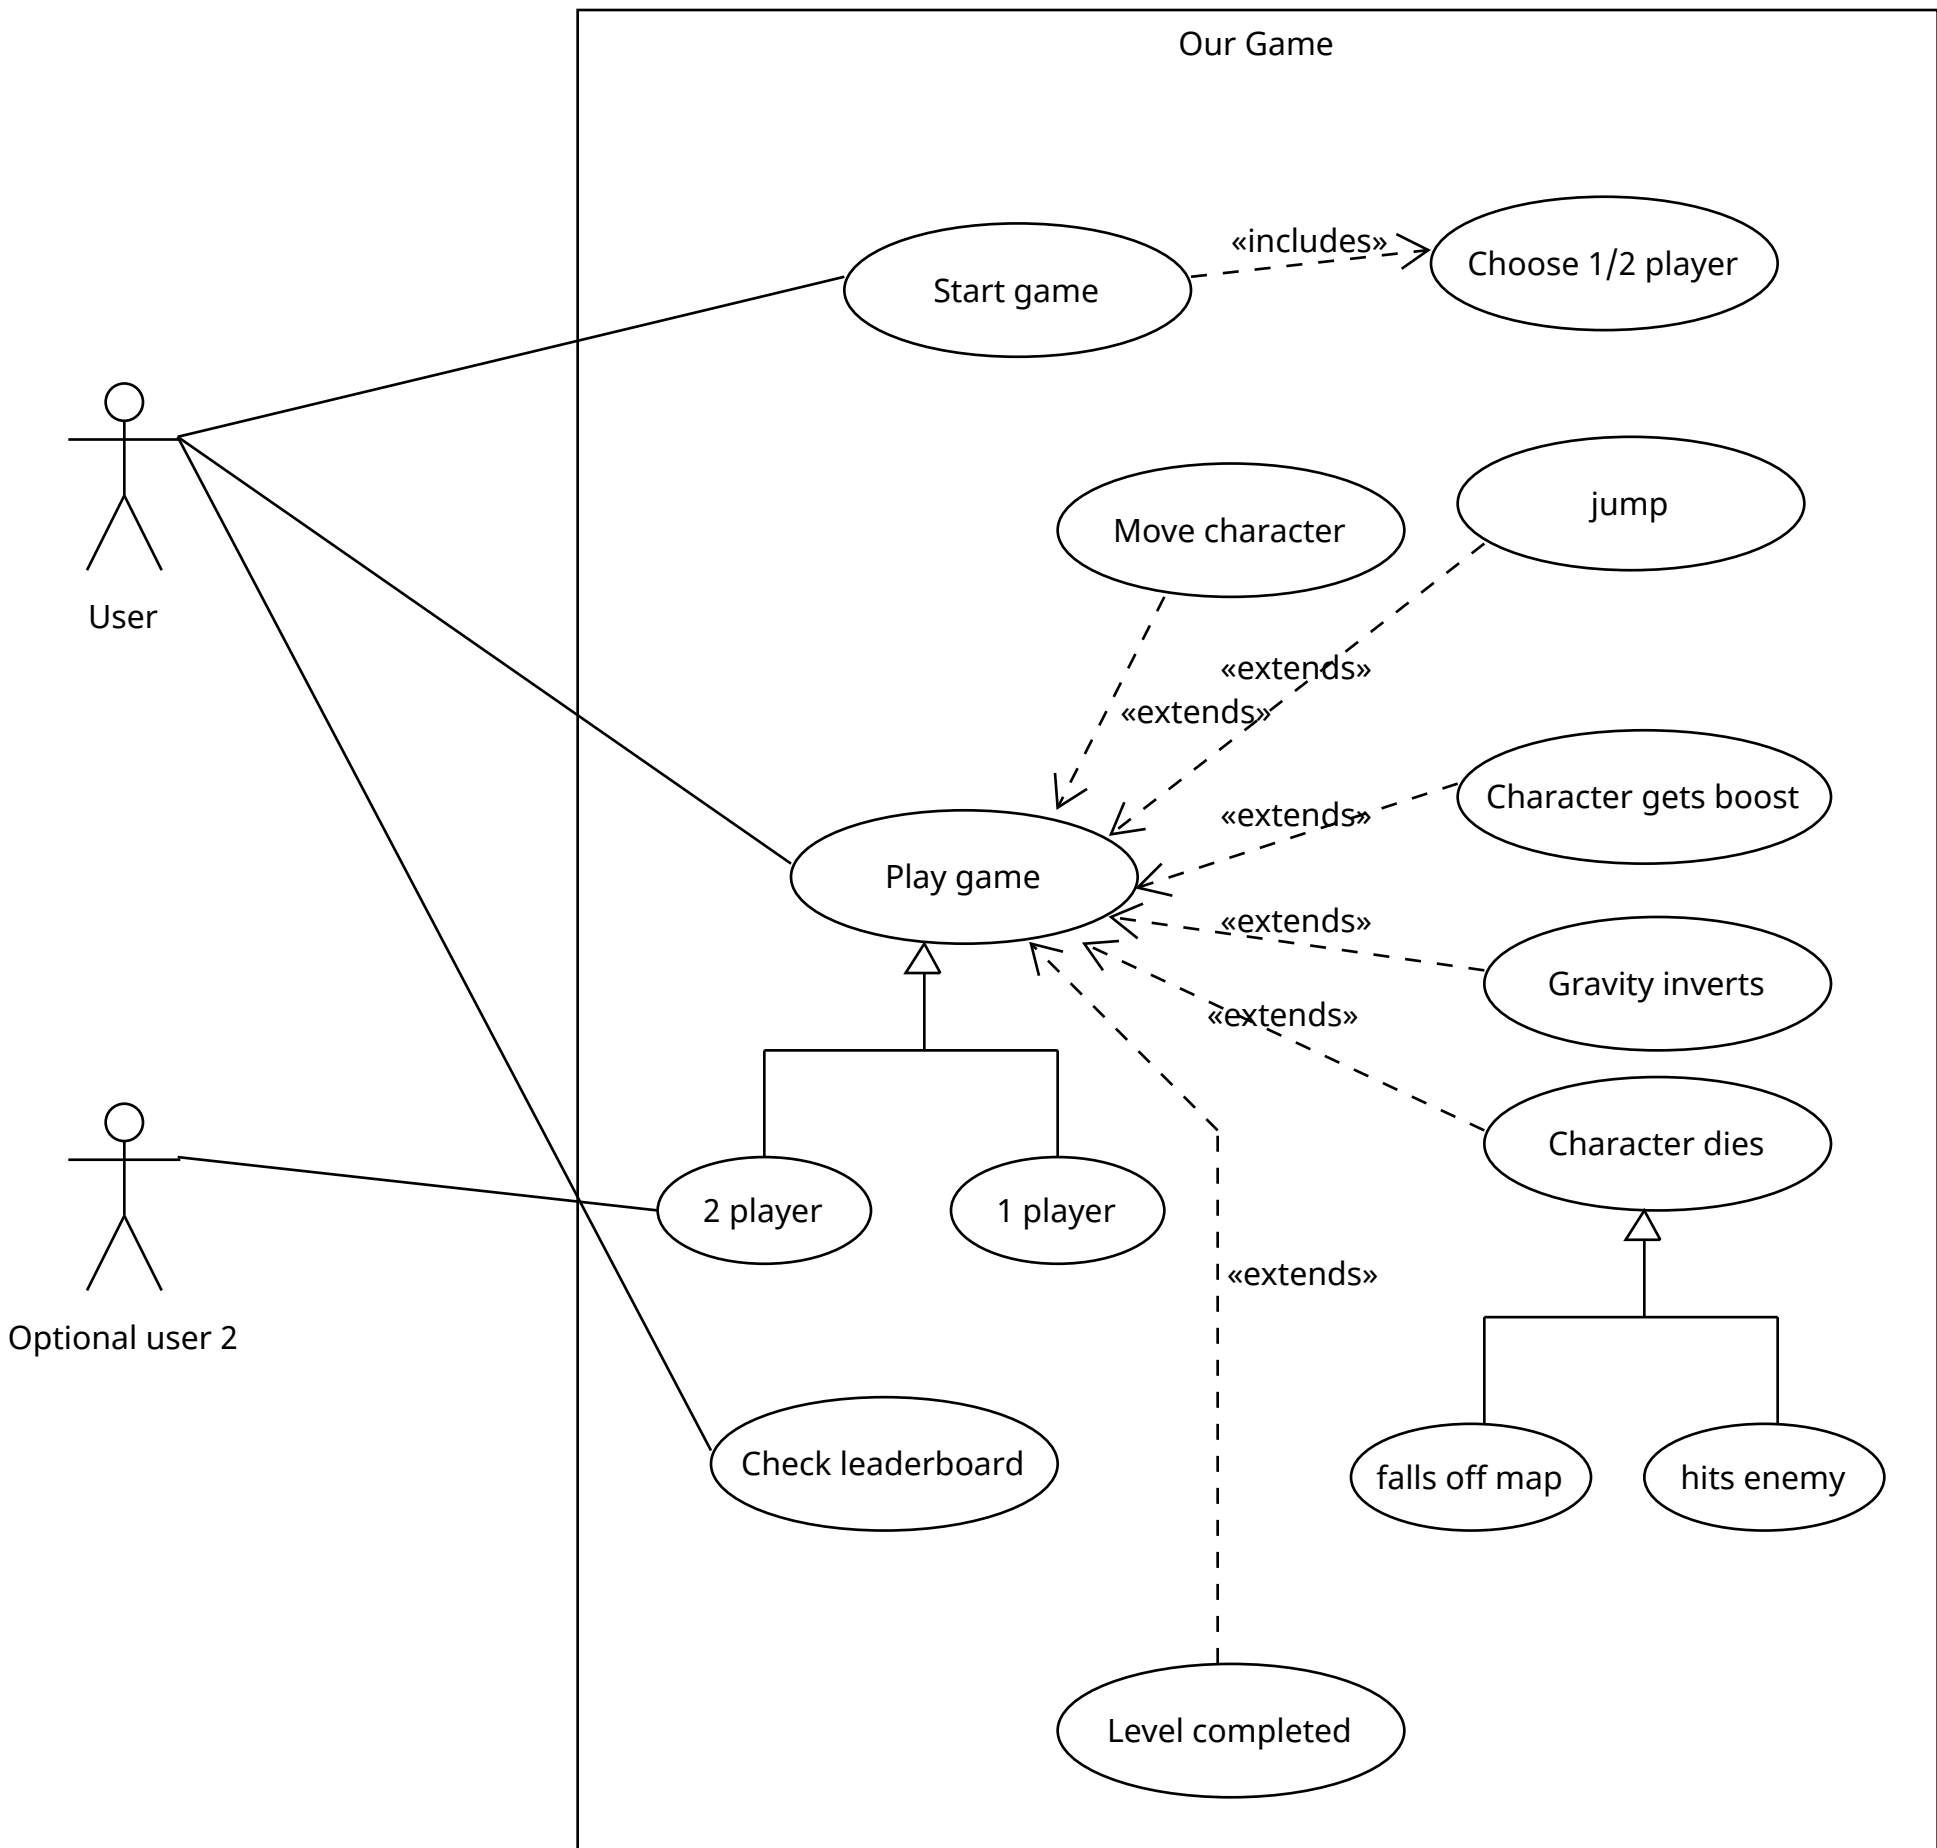 Our Game
«includes»
Choose 1/2 player
Start game
jump
Move character
User
«extends»
«extends»
Character gets boost
«extends»
Play game
«extends»
Gravity inverts
«extends»
Character dies
2 player
1 player
«extends»
Optional user 2
Check leaderboard
falls off map
hits enemy
Level completed